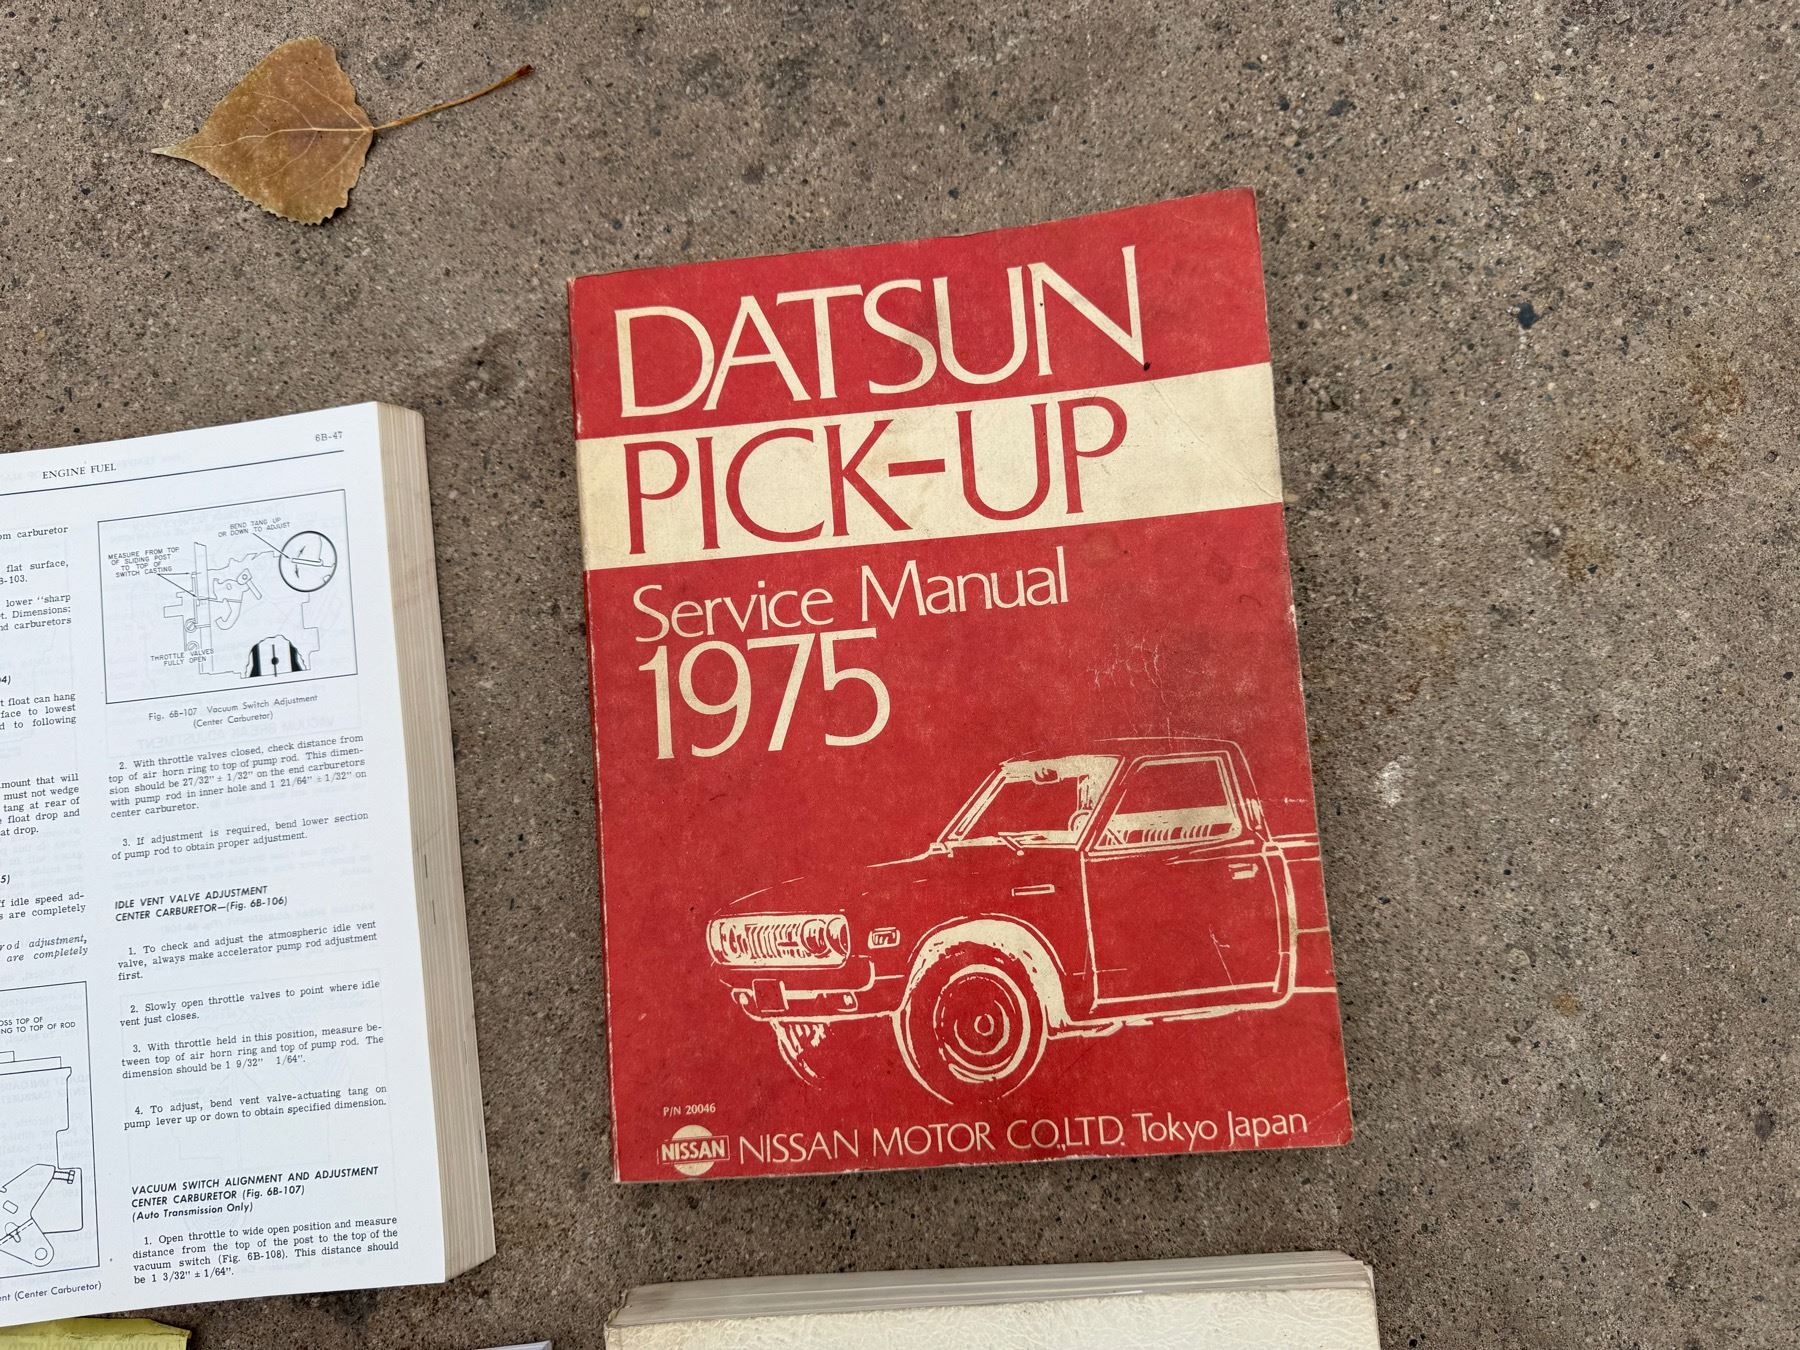 DATSUN
PICK-UP
Service Manual
1975
P/N 20046
NISSAN
NISSAN MOTOR CO.,LTD. Tokyo Japan
6B-47
ENGINE FUEL
om carburetor
flat surface,
lower "sharp
Dimensions;
carburetors
float can hang
face to lowest
to following
mount that will
must not wedge
tang at rear of
float drop and
at drop.
idle speed ad-
are completely
rod adjustment,
are completely
TOP OF
TO TOP OF ROD
(Center Carburetor)
BEND TANG UP
OR DOWN TO ADJUST
MEASURE FROM TOP
OF SLIDING POST
TO TOP OF
SWITCH CASTING
THROTTLE VALVES
FULLY OPEN
Fig. 6B-107 Vacuum Switch Adjustment
(Center Carburetor)
2. With throttle valves closed, check distance from
top of air horn ring to top of pump rod. This dimen-
sion should be 27/32" ± 1/32" on the end carburetors
with pump rod in inner hole and 1 21/64" ± 1/32" on
center carburetor.
3. If adjustment is required, bend lower section
of pump rod to obtain proper adjustment.
IDLE VENT VALVE ADJUSTMENT
CENTER CARBURETOR—(Fig. 6B-106)
1. To check and adjust the atmospheric idle vent
valve, always make accelerator pump rod adjustment
first.
2. Slowly open throttle valves to point where idle
vent just closes.
3. With throttle held in this position, measure be-
tween top of air horn ring and top of pump rod. The
dimension should be 1 9/32" 1/64".
4. To adjust, bend vent valve-actuating tang on
pump lever up or down to obtain specified dimension.
VACUUM SWITCH ALIGNMENT AND ADJUSTMENT
CENTER CARBURETOR (Fig. 6B-107)
(Auto Transmission Only)
1. Open throttle to wide open position and measure
distance from the top of the post to the top of the
vacuum switch (Fig. 6B-108). This distance should
be 1 3/32" ± 1/64".